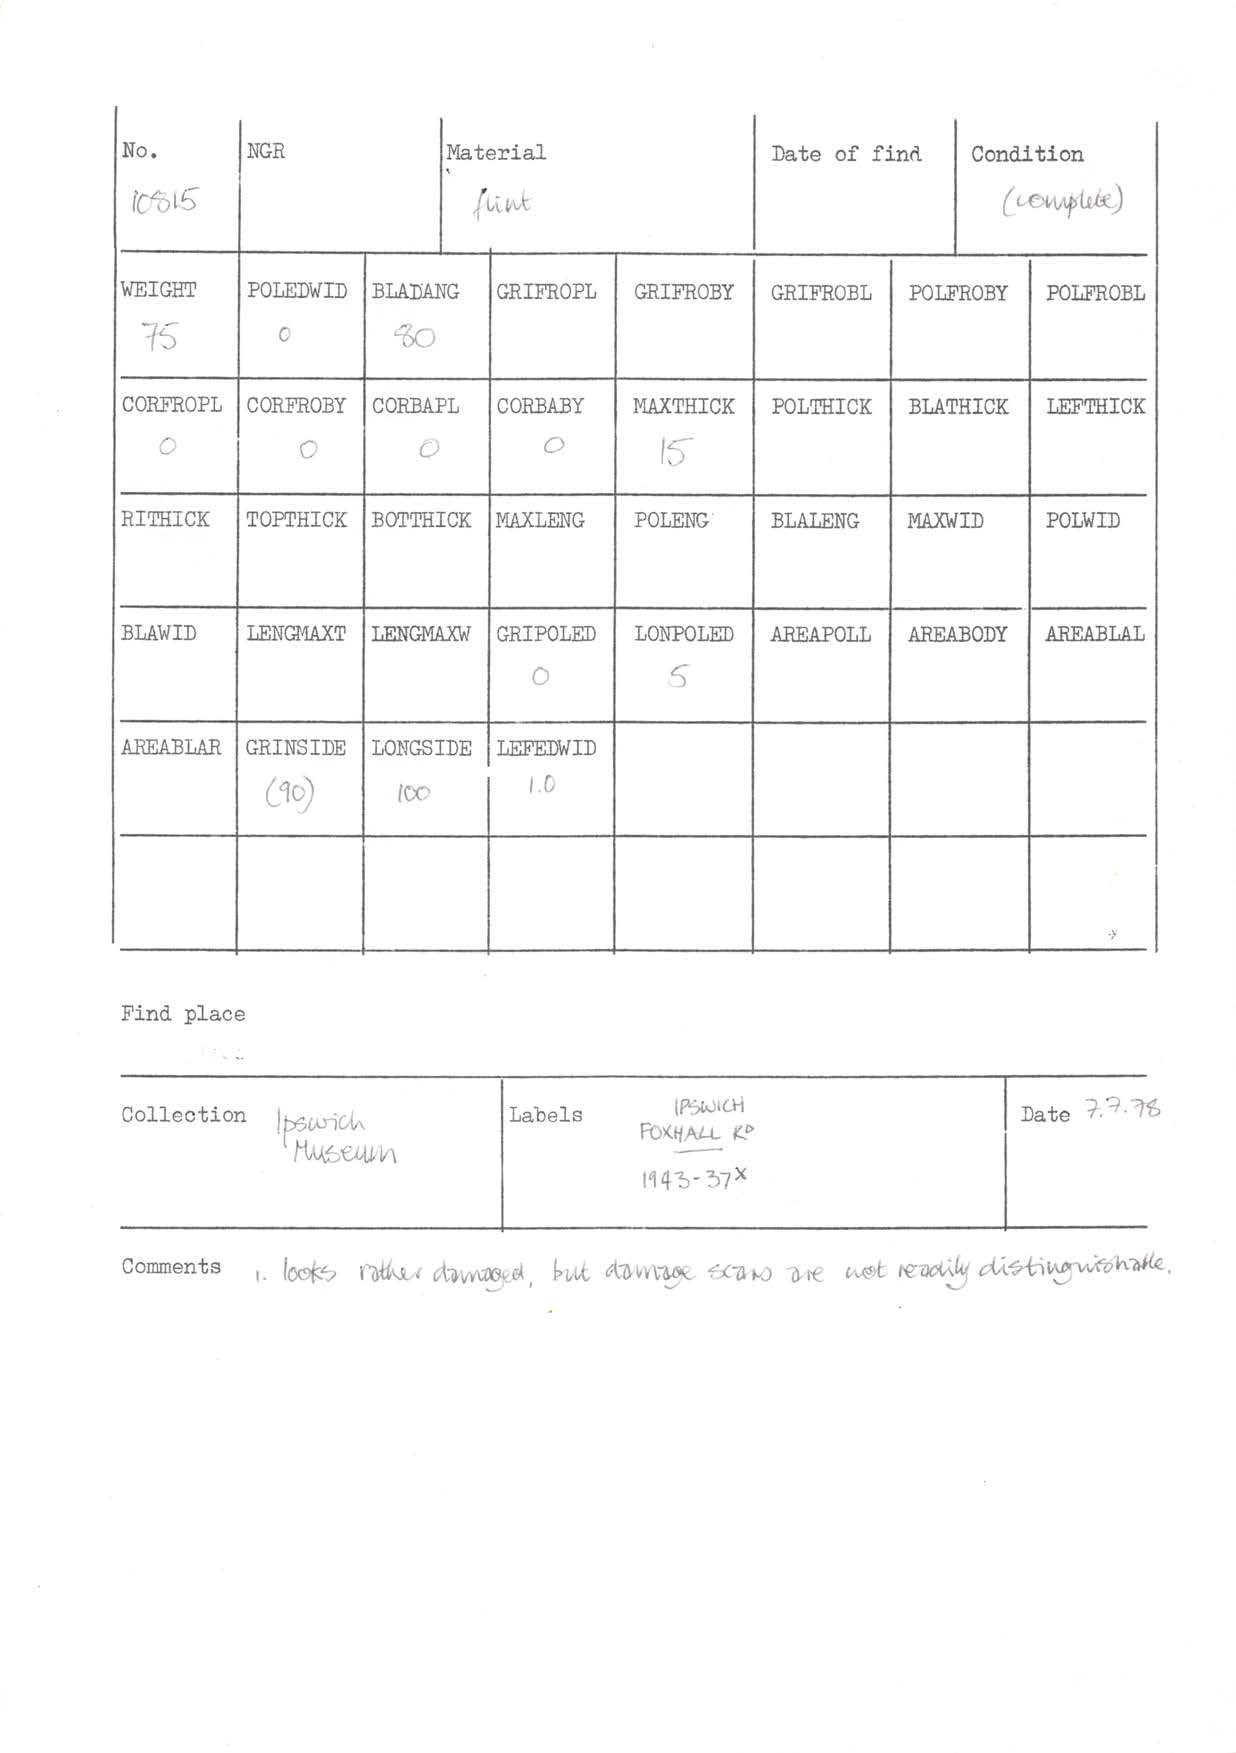 No. NGR Material Date of find Condition
10815 flint (complete)
WEIGHT POLEDWID BLADANG GRIFROPL GRIFROBY GRIFROBL POLFROBY POLFROBL
75 0 80
CORFROPL CORFROBY CORBAPL CORBABY MAXTHICK POLTHICK BLATHICK LEFTHICK
0 0 0 0 15
RITHICK TOPTHICK BOTTHICK MAXLENG POLENG BLALENG MAXWID POLWID
BLAWID LENGMAXT LENGMAXW GRIPOLED LONPOLED AREAPOLL AREABODY AREABLAL
0 5
AREABLAR GRINSIDE LONGSIDE LEFEDWID
(90) 100 1.0
Find place
Collection Ipswich Museum
Labels IPSWICH
FOXHALL RD
1943-37x
Date 7.7.78
Comments 1. looks rather damaged, but damage scars are not readily distinguishable.